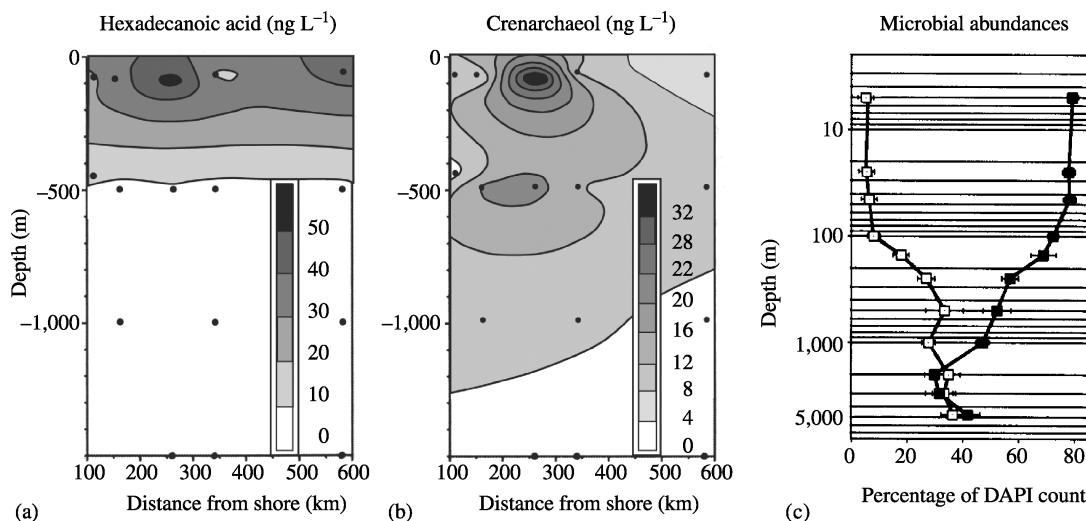 Hexadecanoic acid (ng L⁻¹)
0
–500
–1,000
Depth (m)
50
40
30
20
10
0
100 200 300 400 500 600
Distance from shore (km)
(a)
Crenarchaeol (ng L⁻¹)
0
–500
–1,000
32
28
22
20
16
12
8
4
0
100 200 300 400 500 600
Distance from shore (km)
(b)
Microbial abundances
10
100
1,000
5,000
Depth (m)
0 20 40 60 80
Percentage of DAPI count
(c)